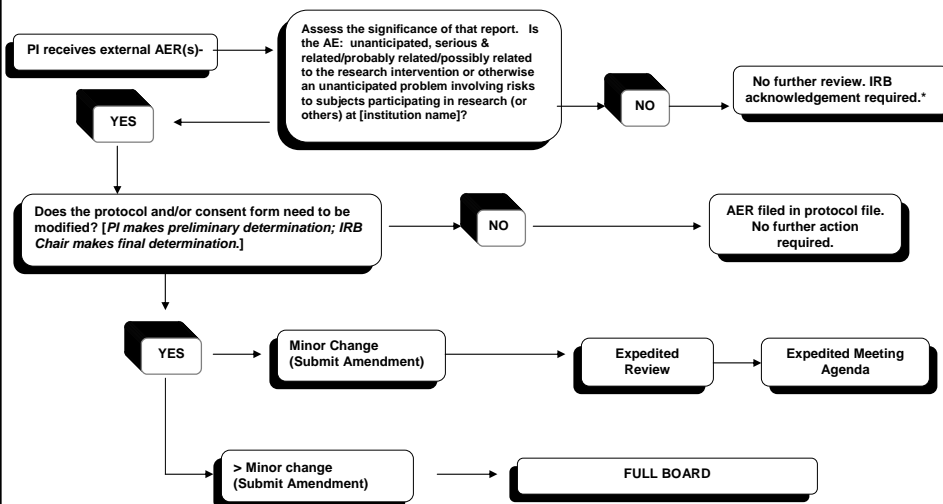 PI receives external AER(s)-
Assess the significance of that report. Is
the AE: unanticipated, serious &
related/probably related/possibly related
to the research intervention or otherwise
an unanticipated problem involving risks
to subjects participating in research (or
others) at [institution name]?
NO
No further review. IRB
acknowledgement required.*
YES
Does the protocol and/or consent form need to be
modified? [PI makes preliminary determination; IRB
Chair makes final determination.]
NO
AER filed in protocol file.
No further action
required.
YES
Minor Change
(Submit Amendment)
Expedited
Review
Expedited Meeting
Agenda
> Minor change
(Submit Amendment)
FULL BOARD